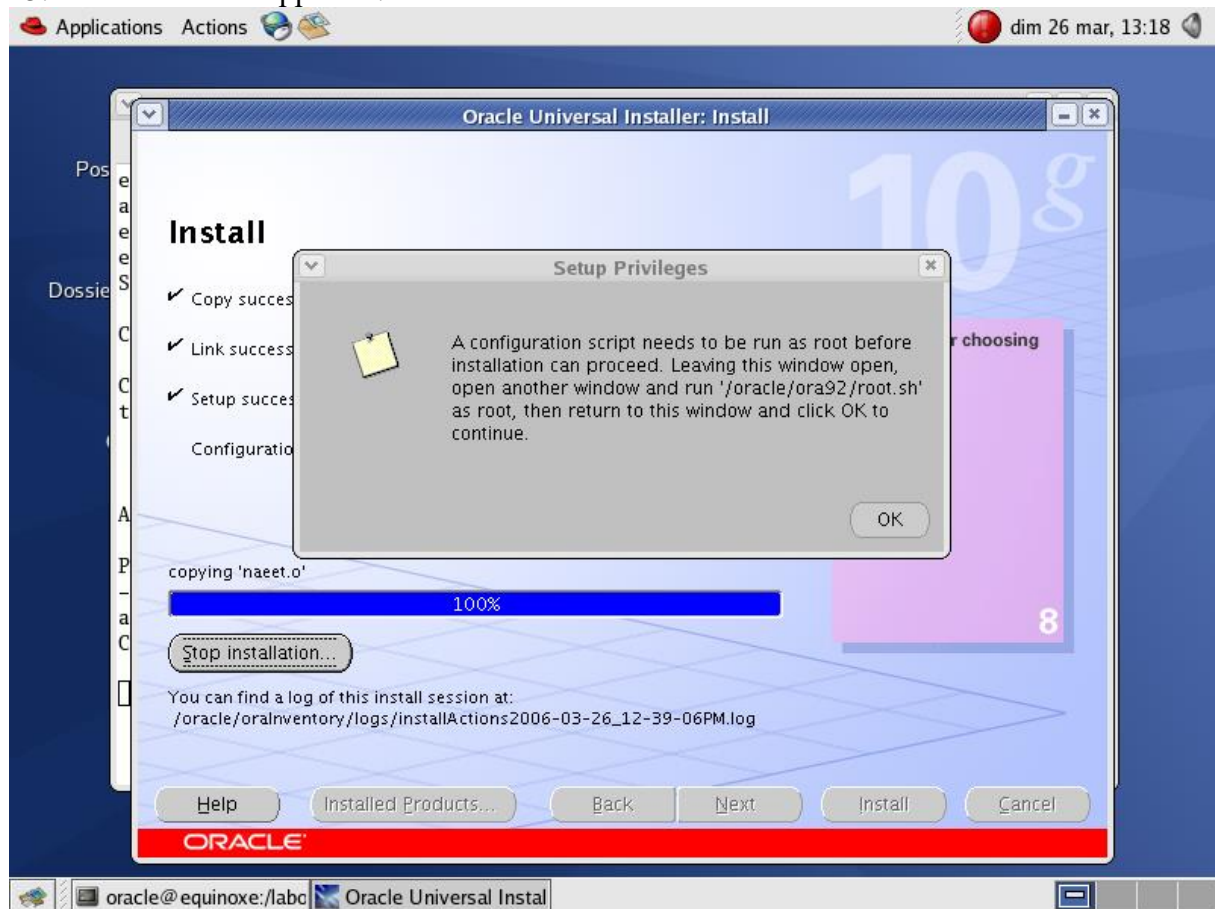 Applications Actions dim 26 mar, 13:18
Oracle Universal Installer: Install
10g
Pos
e
a
e
e
Dossie S
C
C
t
A
P
-
a
C
Install
Copy succes
Link success
Setup succes
Configuratio
r choosing
8
Setup Privileges
A configuration script needs to be run as root before
installation can proceed. Leaving this window open,
open another window and run '/oracle/ora92/root.sh'
as root, then return to this window and click OK to
continue.
OK
copying 'naeet.o'
100%
Stop installation...
You can find a log of this install session at:
/oracle/oraInventory/logs/installActions2006-03-26_12-39-06PM.log
Help Installed Products... Back Next Install Cancel
ORACLE
oracle@equinoxe:/labo Oracle Universal Instal